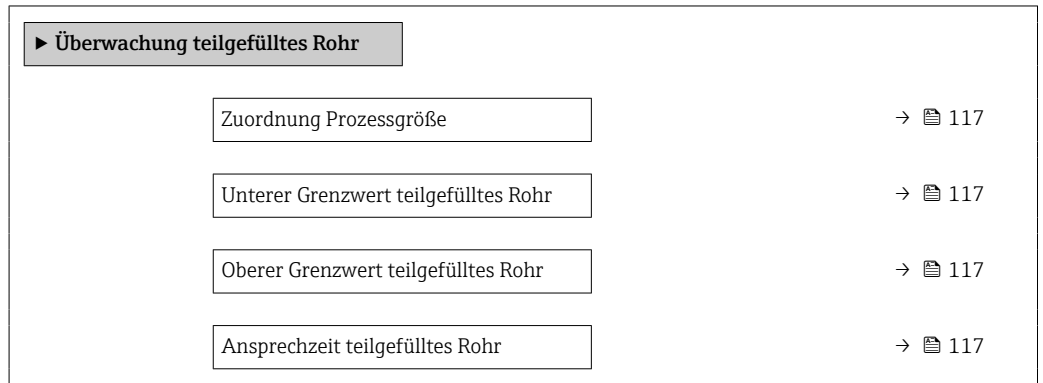 ▶ Überwachung teilgefülltes Rohr
Zuordnung Prozessgröße → 117
Unterer Grenzwert teilgefülltes Rohr → 117
Oberer Grenzwert teilgefülltes Rohr → 117
Ansprechzeit teilgefülltes Rohr → 117